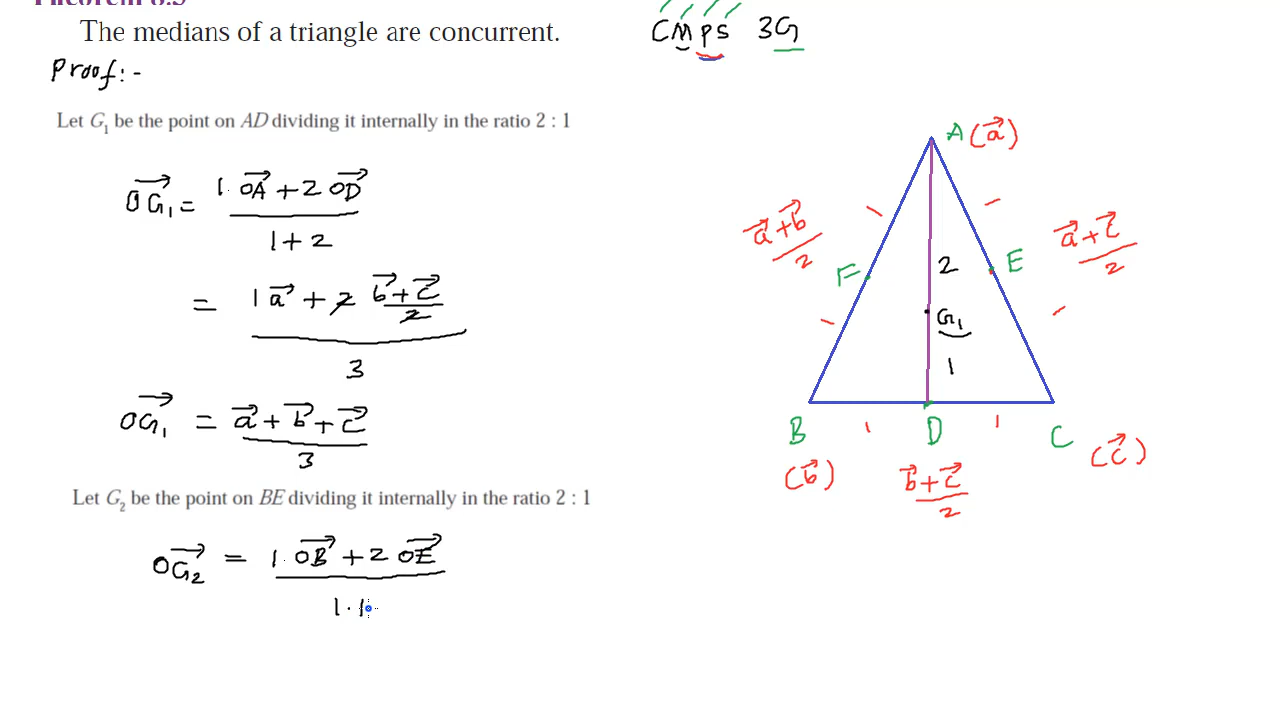 Theorem 8.3
The medians of a triangle are concurrent.
Proof:-
Let G₁ be the point on AD dividing it internally in the ratio 2 : 1
OG₁→ = (1. OA→ + 2 OD→) / (1 + 2)
= (1 a→ + 2 (b→ + c→)/2) / 3
OG₁→ = (a→ + b→ + c→) / 3
Let G₂ be the point on BE dividing it internally in the ratio 2 : 1
OG₂→ = (1. OB→ + 2 OE→) /
CMPS 3G
A (a→)
(a→ + b→)/2
(a→ + c→)/2
F 2 E
G₁
1
B 1 D 1 C
(b→) (b→ + c→)/2 (c→)